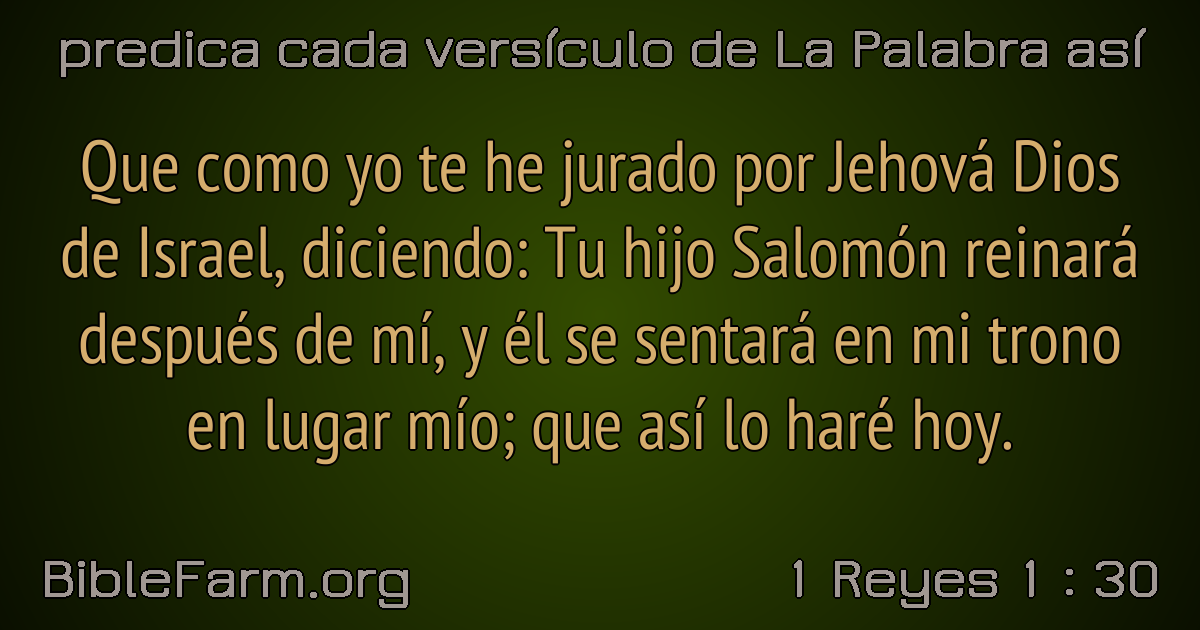 predica cada versículo de La Palabra así
Que como yo te he jurado por Jehová Dios
de Israel, diciendo: Tu hijo Salomón reinará
después de mí, y él se sentará en mi trono
en lugar mío; que así lo haré hoy.
BibleFarm.org
1 Reyes 1 : 30